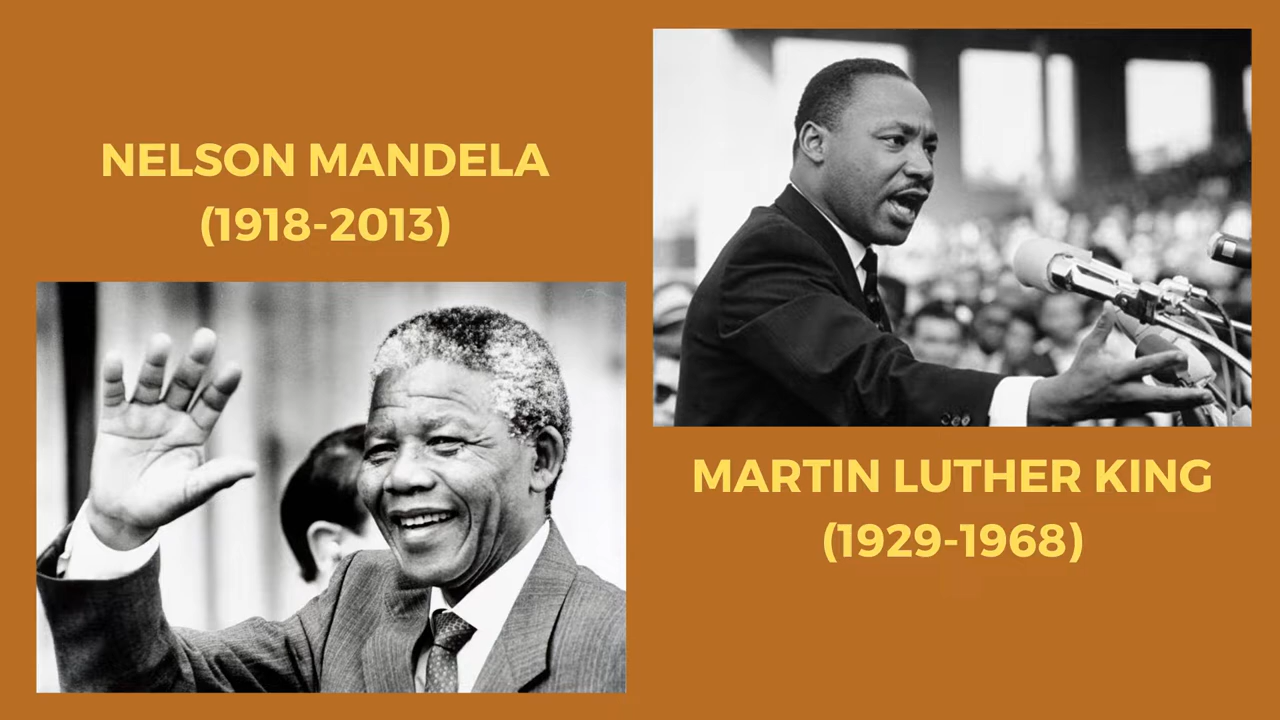 NELSON MANDELA
(1918-2013)
MARTIN LUTHER KING
(1929-1968)